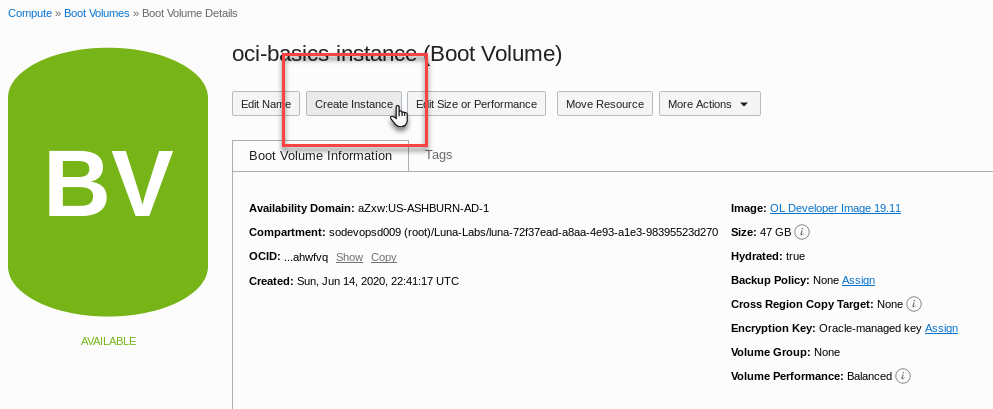 Compute » Boot Volumes » Boot Volume Details
oci-basics-instance (Boot Volume)
Edit Name Create Instance Edit Size or Performance Move Resource More Actions
BV
AVAILABLE
Boot Volume Information Tags
Availability Domain: aZxw:US-ASHBURN-AD-1
Compartment: sodevopsd009 (root)/Luna-Labs/luna-72f37ead-a8aa-4e93-a1e3-98395523d270
OCID: ...ahwfvq Show Copy
Created: Sun, Jun 14, 2020, 22:41:17 UTC
Image: OL Developer Image 19.11
Size: 47 GB i
Hydrated: true
Backup Policy: None Assign
Cross Region Copy Target: None i
Encryption Key: Oracle-managed key Assign
Volume Group: None
Volume Performance: Balanced i